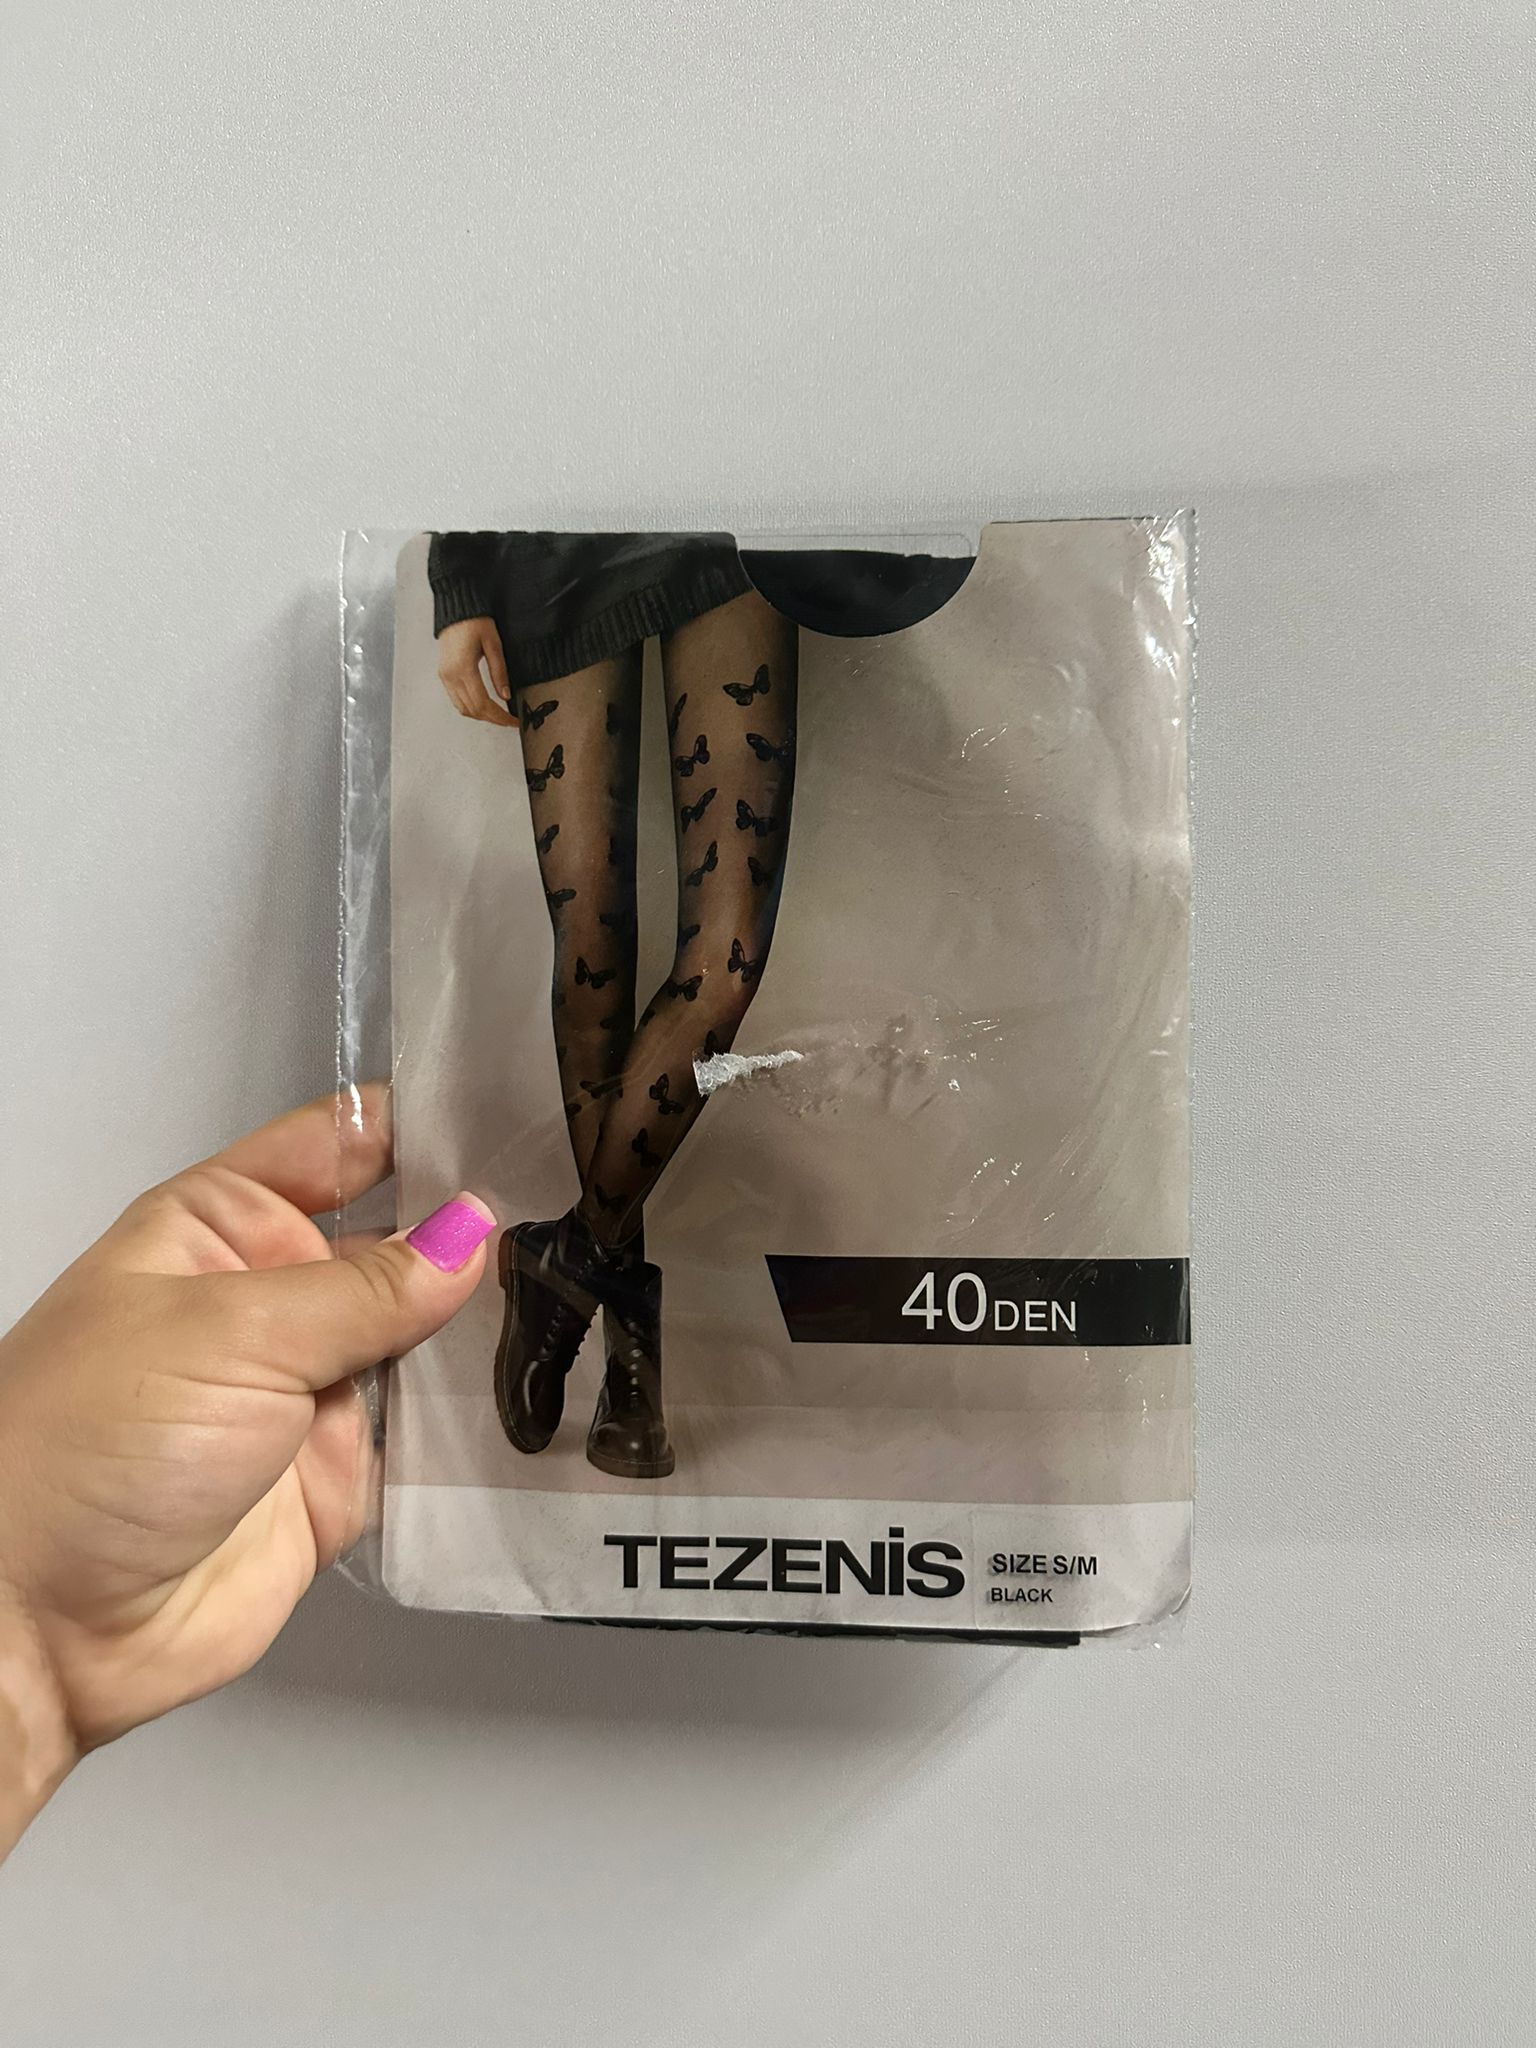 40DEN
TEZENİS
SIZE S/M
BLACK